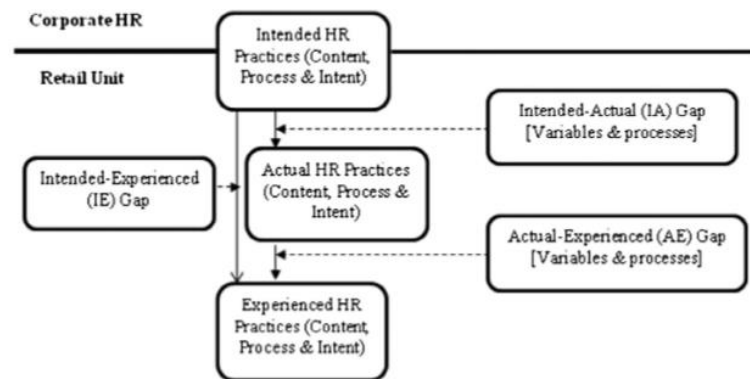 Corporate HR
Intended HR
Practices (Content,
Process & Intent)
Retail Unit
Intended-Actual (IA) Gap
[Variables & processes]
Intended-Experienced
(IE) Gap
Actual HR Practices
(Content, Process &
Intent)
Actual-Experienced (AE) Gap
[Variables & processes]
Experienced HR
Practices (Content,
Process & Intent)